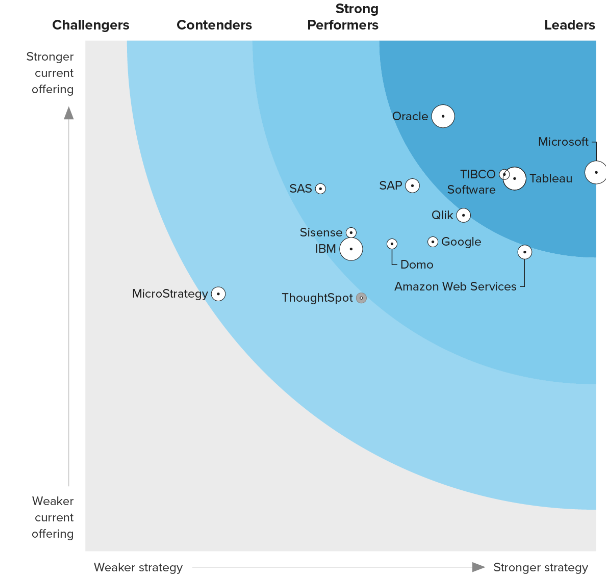 Challengers
Contenders
Strong
Performers
Leaders
Stronger
current
offering
Oracle
Microsoft
TIBCO
Software
Tableau
SAS
SAP
Qlik
Sisense
IBM
Google
Domo
Amazon Web Services
MicroStrategy
ThoughtSpot
Weaker
current
offering
Weaker strategy
Stronger strategy